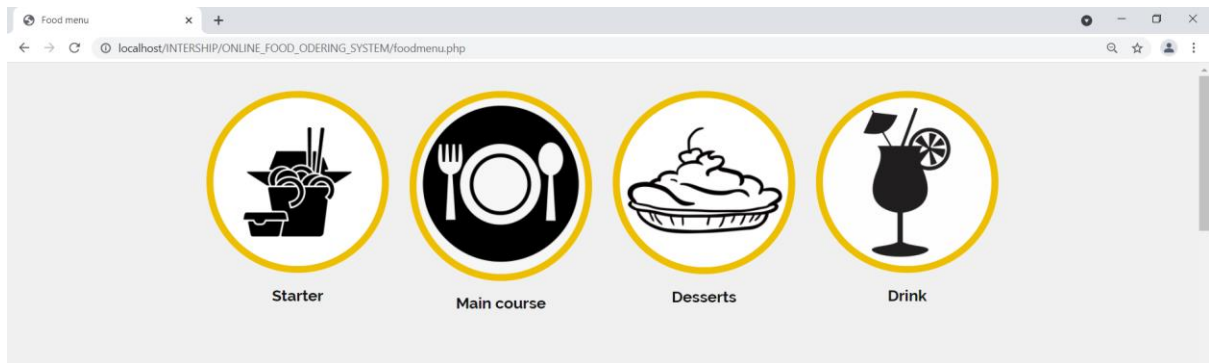 Food menu
localhost/INTERSHIP/ONLINE_FOOD_ODERING_SYSTEM/foodmenu.php
Starter
Main course
Desserts
Drink